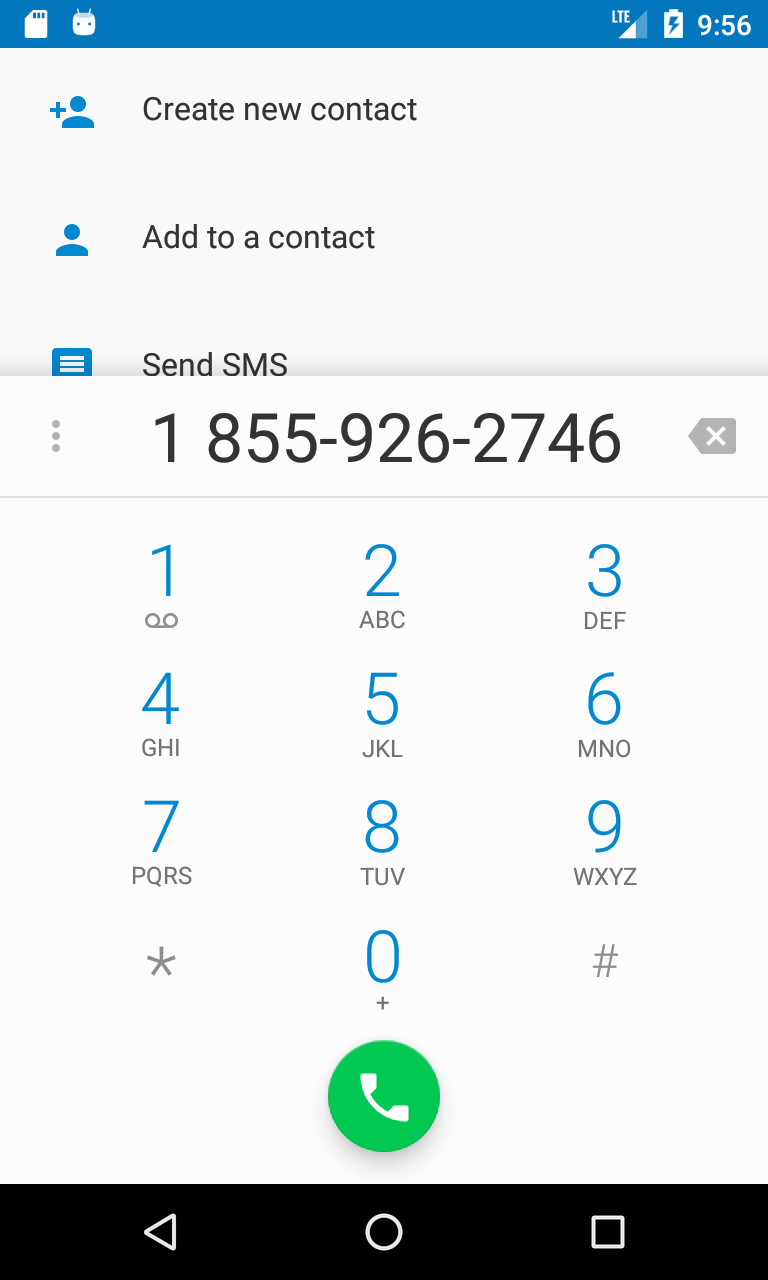 LTE 9:56
Create new contact
Add to a contact
Send SMS
1 855-926-2746
1 2 3
ABC DEF
4 5 6
GHI JKL MNO
7 8 9
PQRS TUV WXYZ
* 0 #
+